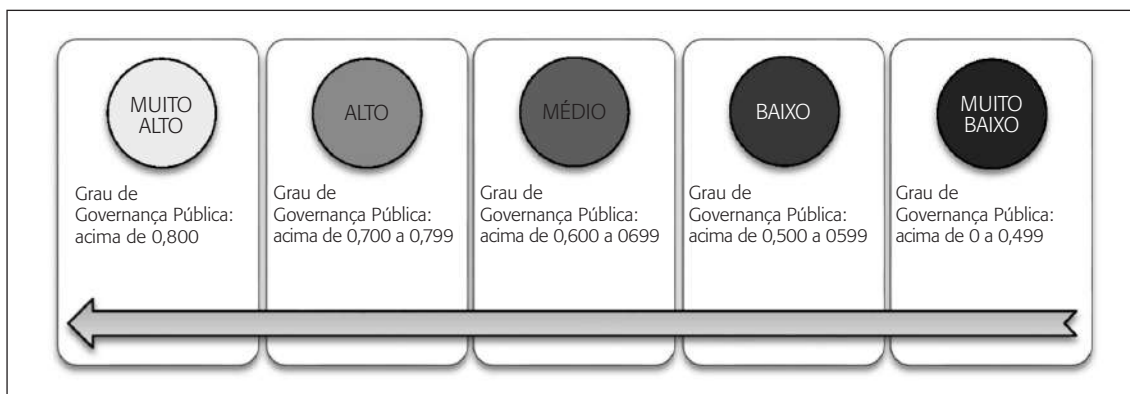 MUITO
ALTO
Grau de
Governança Pública:
acima de 0,800
ALTO
Grau de
Governança Pública:
acima de 0,700 a 0,799
MÉDIO
Grau de
Governança Pública:
acima de 0,600 a 0699
BAIXO
Grau de
Governança Pública:
acima de 0,500 a 0599
MUITO
BAIXO
Grau de
Governança Pública:
acima de 0 a 0,499